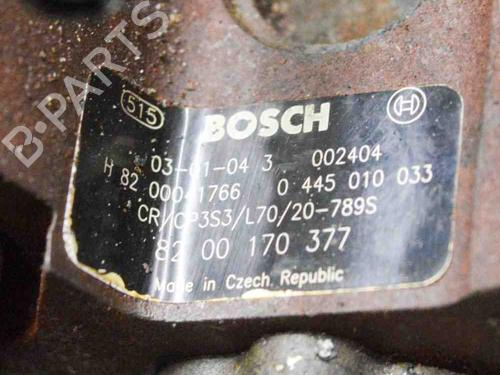 B-PARTS
515 BOSCH H
03-01-04 3 002404
H 82 00041766 0 445 010 033
CR/CP3S3/L70/20-789S
82 00 170 377
Made in Czech Republic